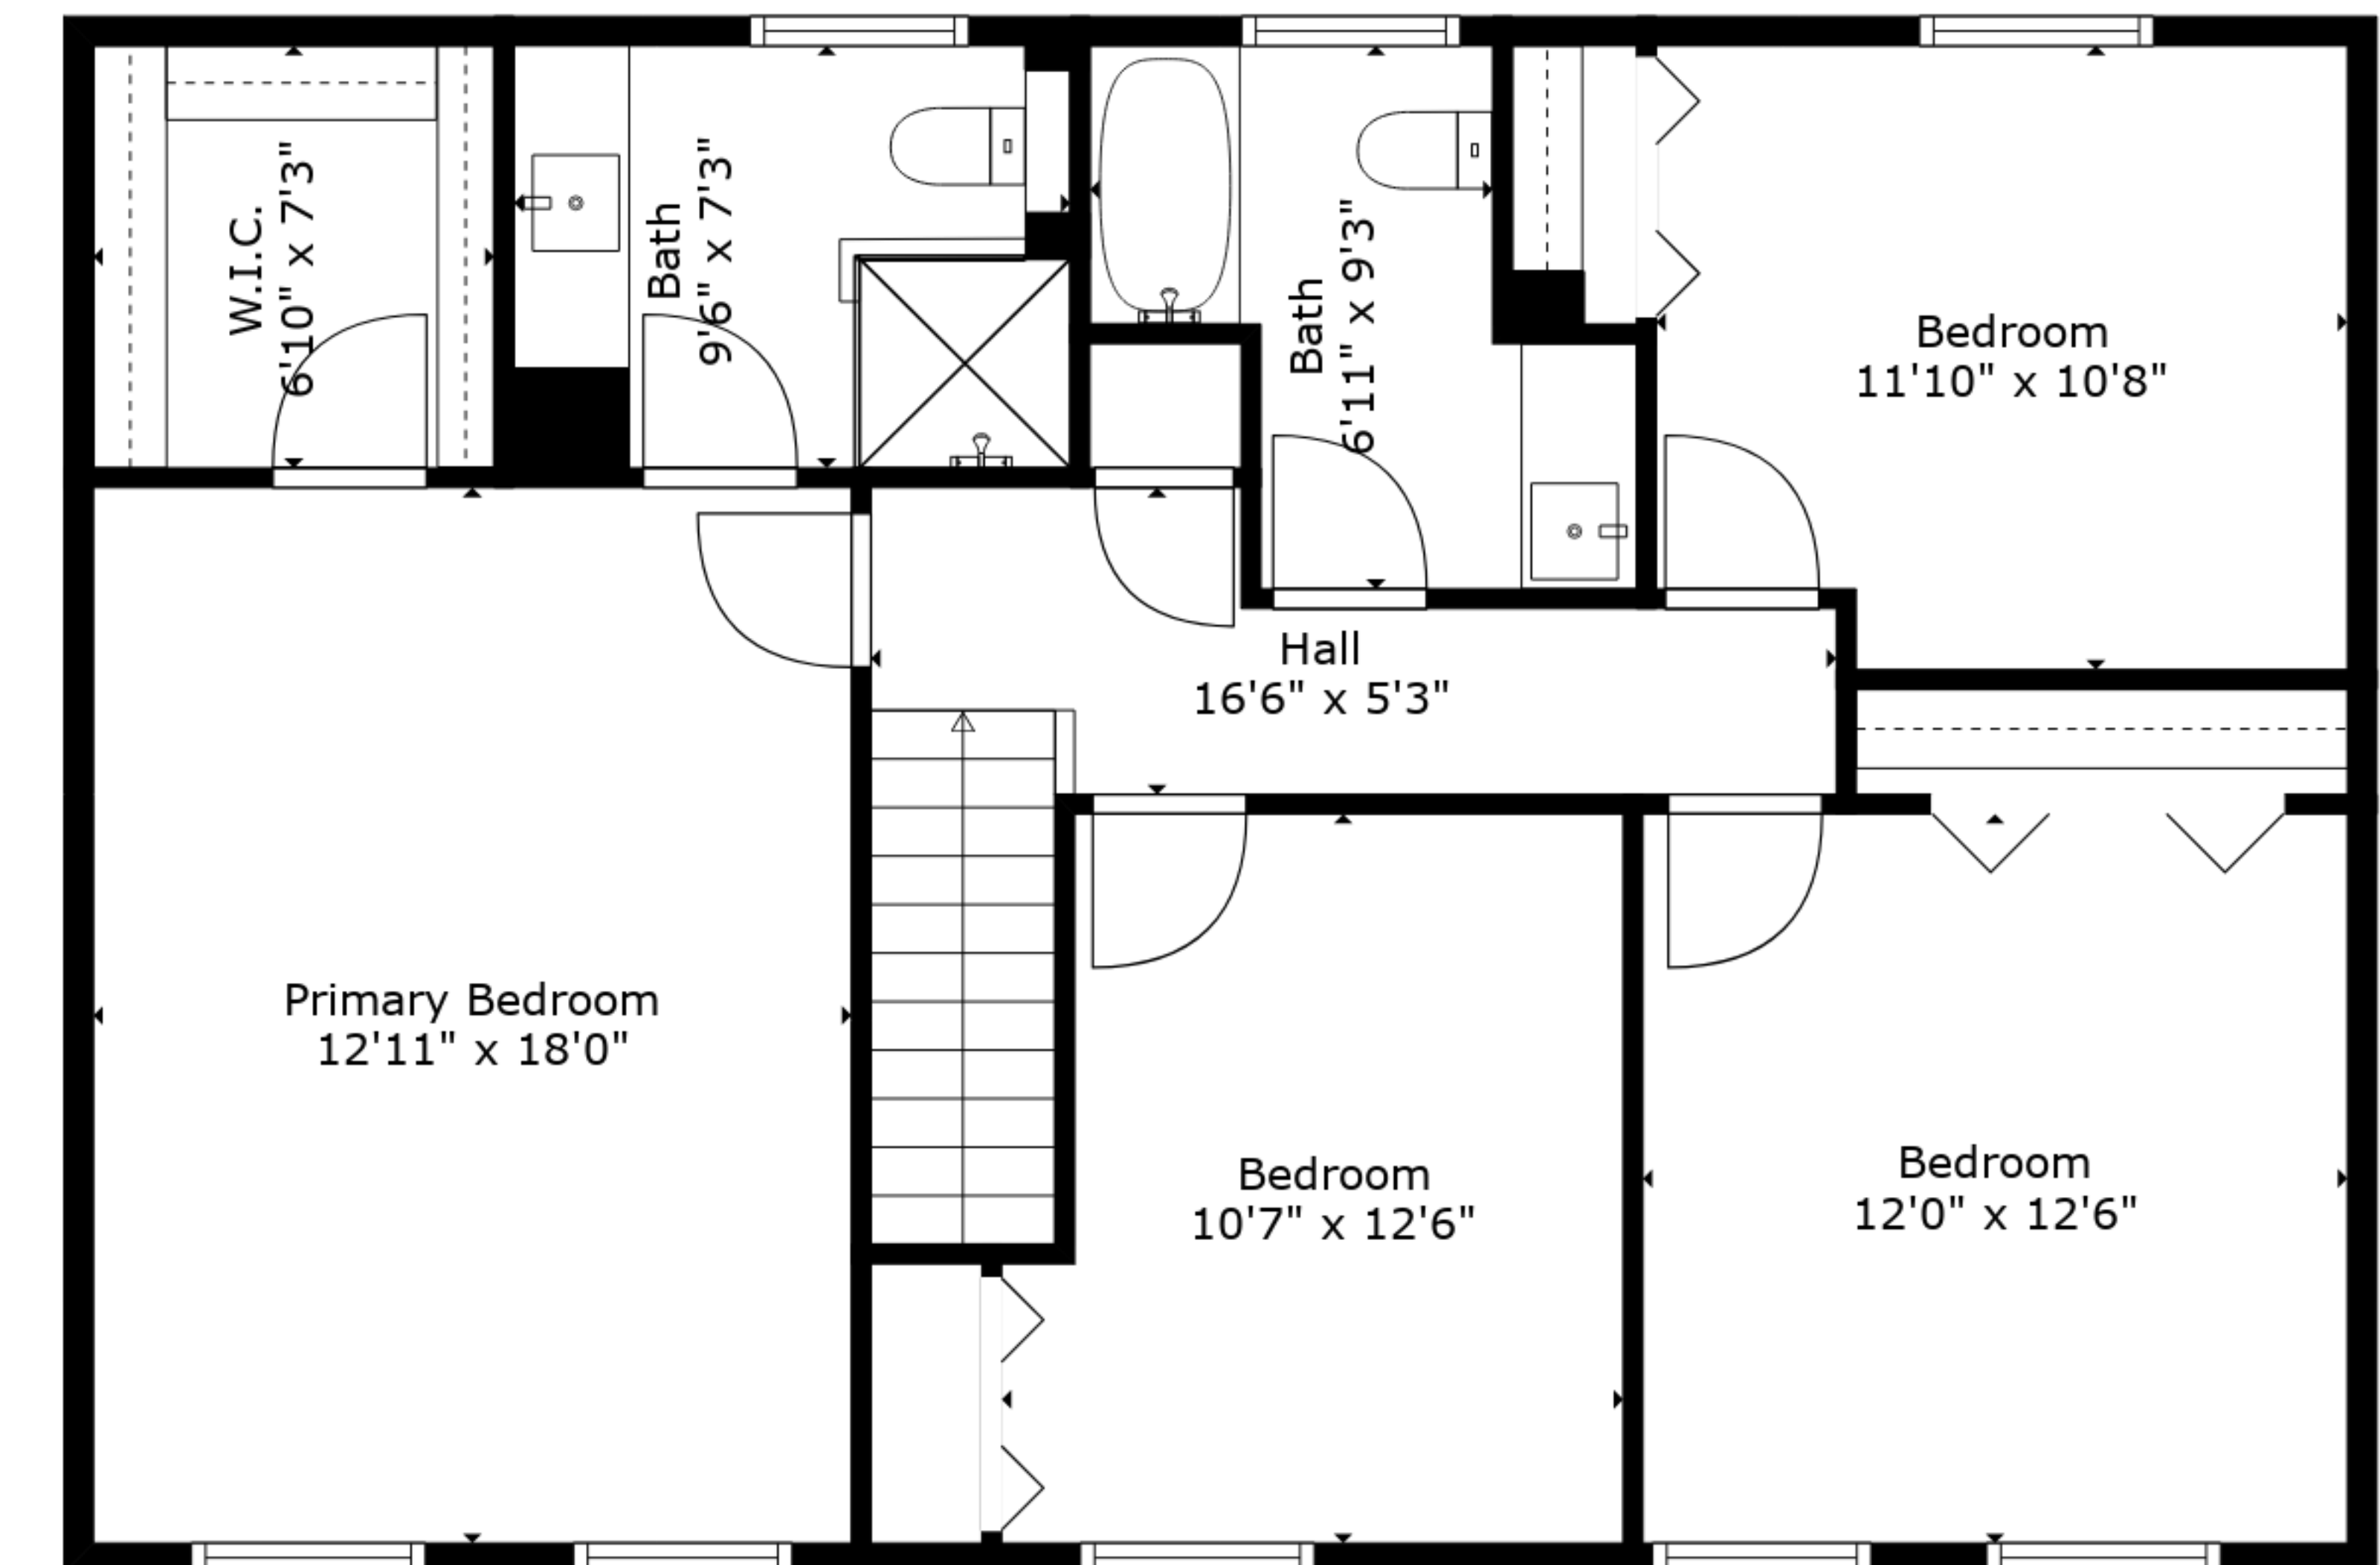 W.I.C.
6'10" x 7'3"
Bath
9'6" x 7'3"
Bath
6'11" x 9'3"
Bedroom
11'10" x 10'8"
Hall
16'6" x 5'3"
Primary Bedroom
12'11" x 18'0"
Bedroom
10'7" x 12'6"
Bedroom
12'0" x 12'6"